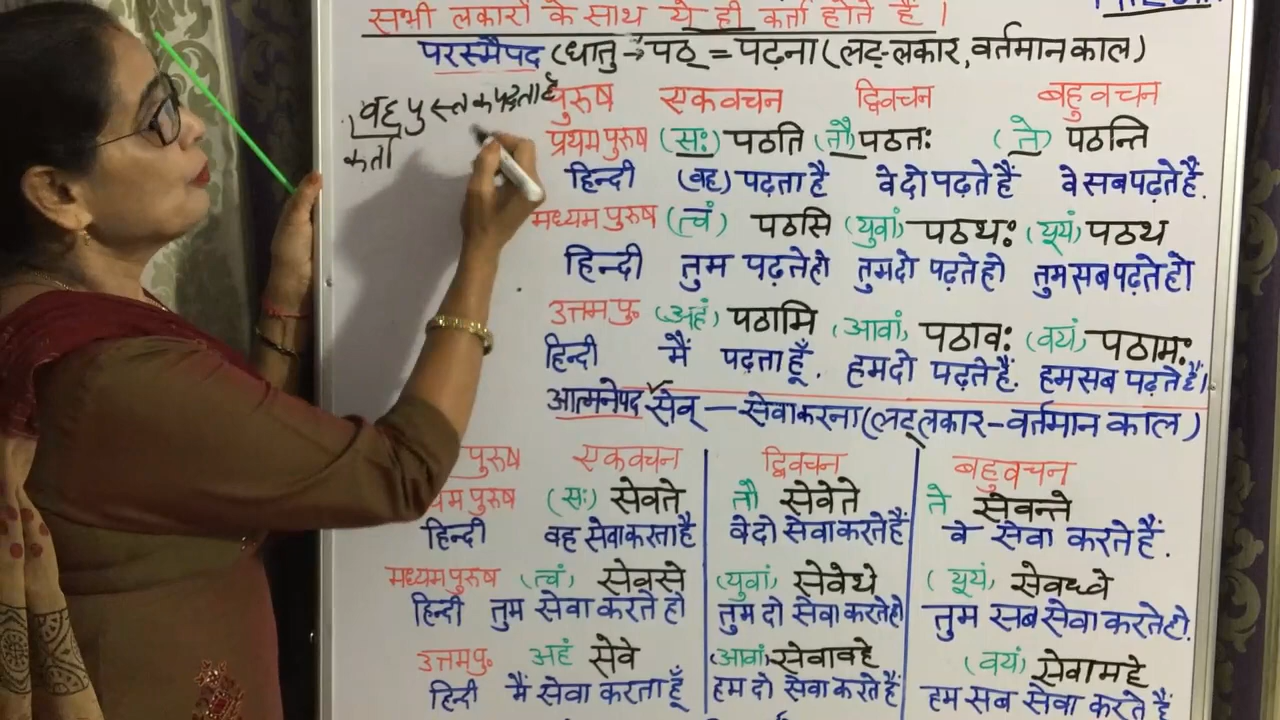 सभी लकारों के साथ ये ही कर्ता होते हैं ।
परस्मैपद (धातु → पठ् = पढ़ना (लट्-लकार, वर्तमान काल)
वह पुस्तक पढ़ता है
कर्ता
पुरुष एकवचन द्विवचन बहुवचन
प्रथम पुरुष (सः) पठति (तौ) पठतः (ते) पठन्ति
हिन्दी (वह) पढ़ता है वे दो पढ़ते हैं वे सब पढ़ते हैं.
मध्यम पुरुष (त्वं) पठसि (युवां) पठथः (यूयं) पठथ
हिन्दी तुम पढ़ते हो तुम दो पढ़ते हो तुम सब पढ़ते हो
उत्तम पु. (अहं) पठामि (आवां) पठावः (वयं) पठामः
हिन्दी मैं पढ़ता हूँ. हम दो पढ़ते हैं. हम सब पढ़ते हैं।
आत्मनेपद सेव् – सेवा करना (लट् लकार – वर्तमान काल)
पुरुष एकवचन द्विवचन बहुवचन
थम पुरुष (सः) सेवते तौ सेवेते ते सेवन्ते
हिन्दी वह सेवा करता है वे दो सेवा करते हैं वे सेवा करते हैं.
मध्यम पुरुष (त्वं) सेवसे (युवां) सेवेथे (यूयं) सेवध्वे
हिन्दी तुम सेवा करते हो तुम दो सेवा करते हो तुम सब सेवा करते हो.
उत्तम पु. अहं सेवे (आवां) सेवावहे (वयं) सेवामहे
हिन्दी मैं सेवा करता हूँ हम दो सेवा करते हैं हम सब सेवा करते हैं